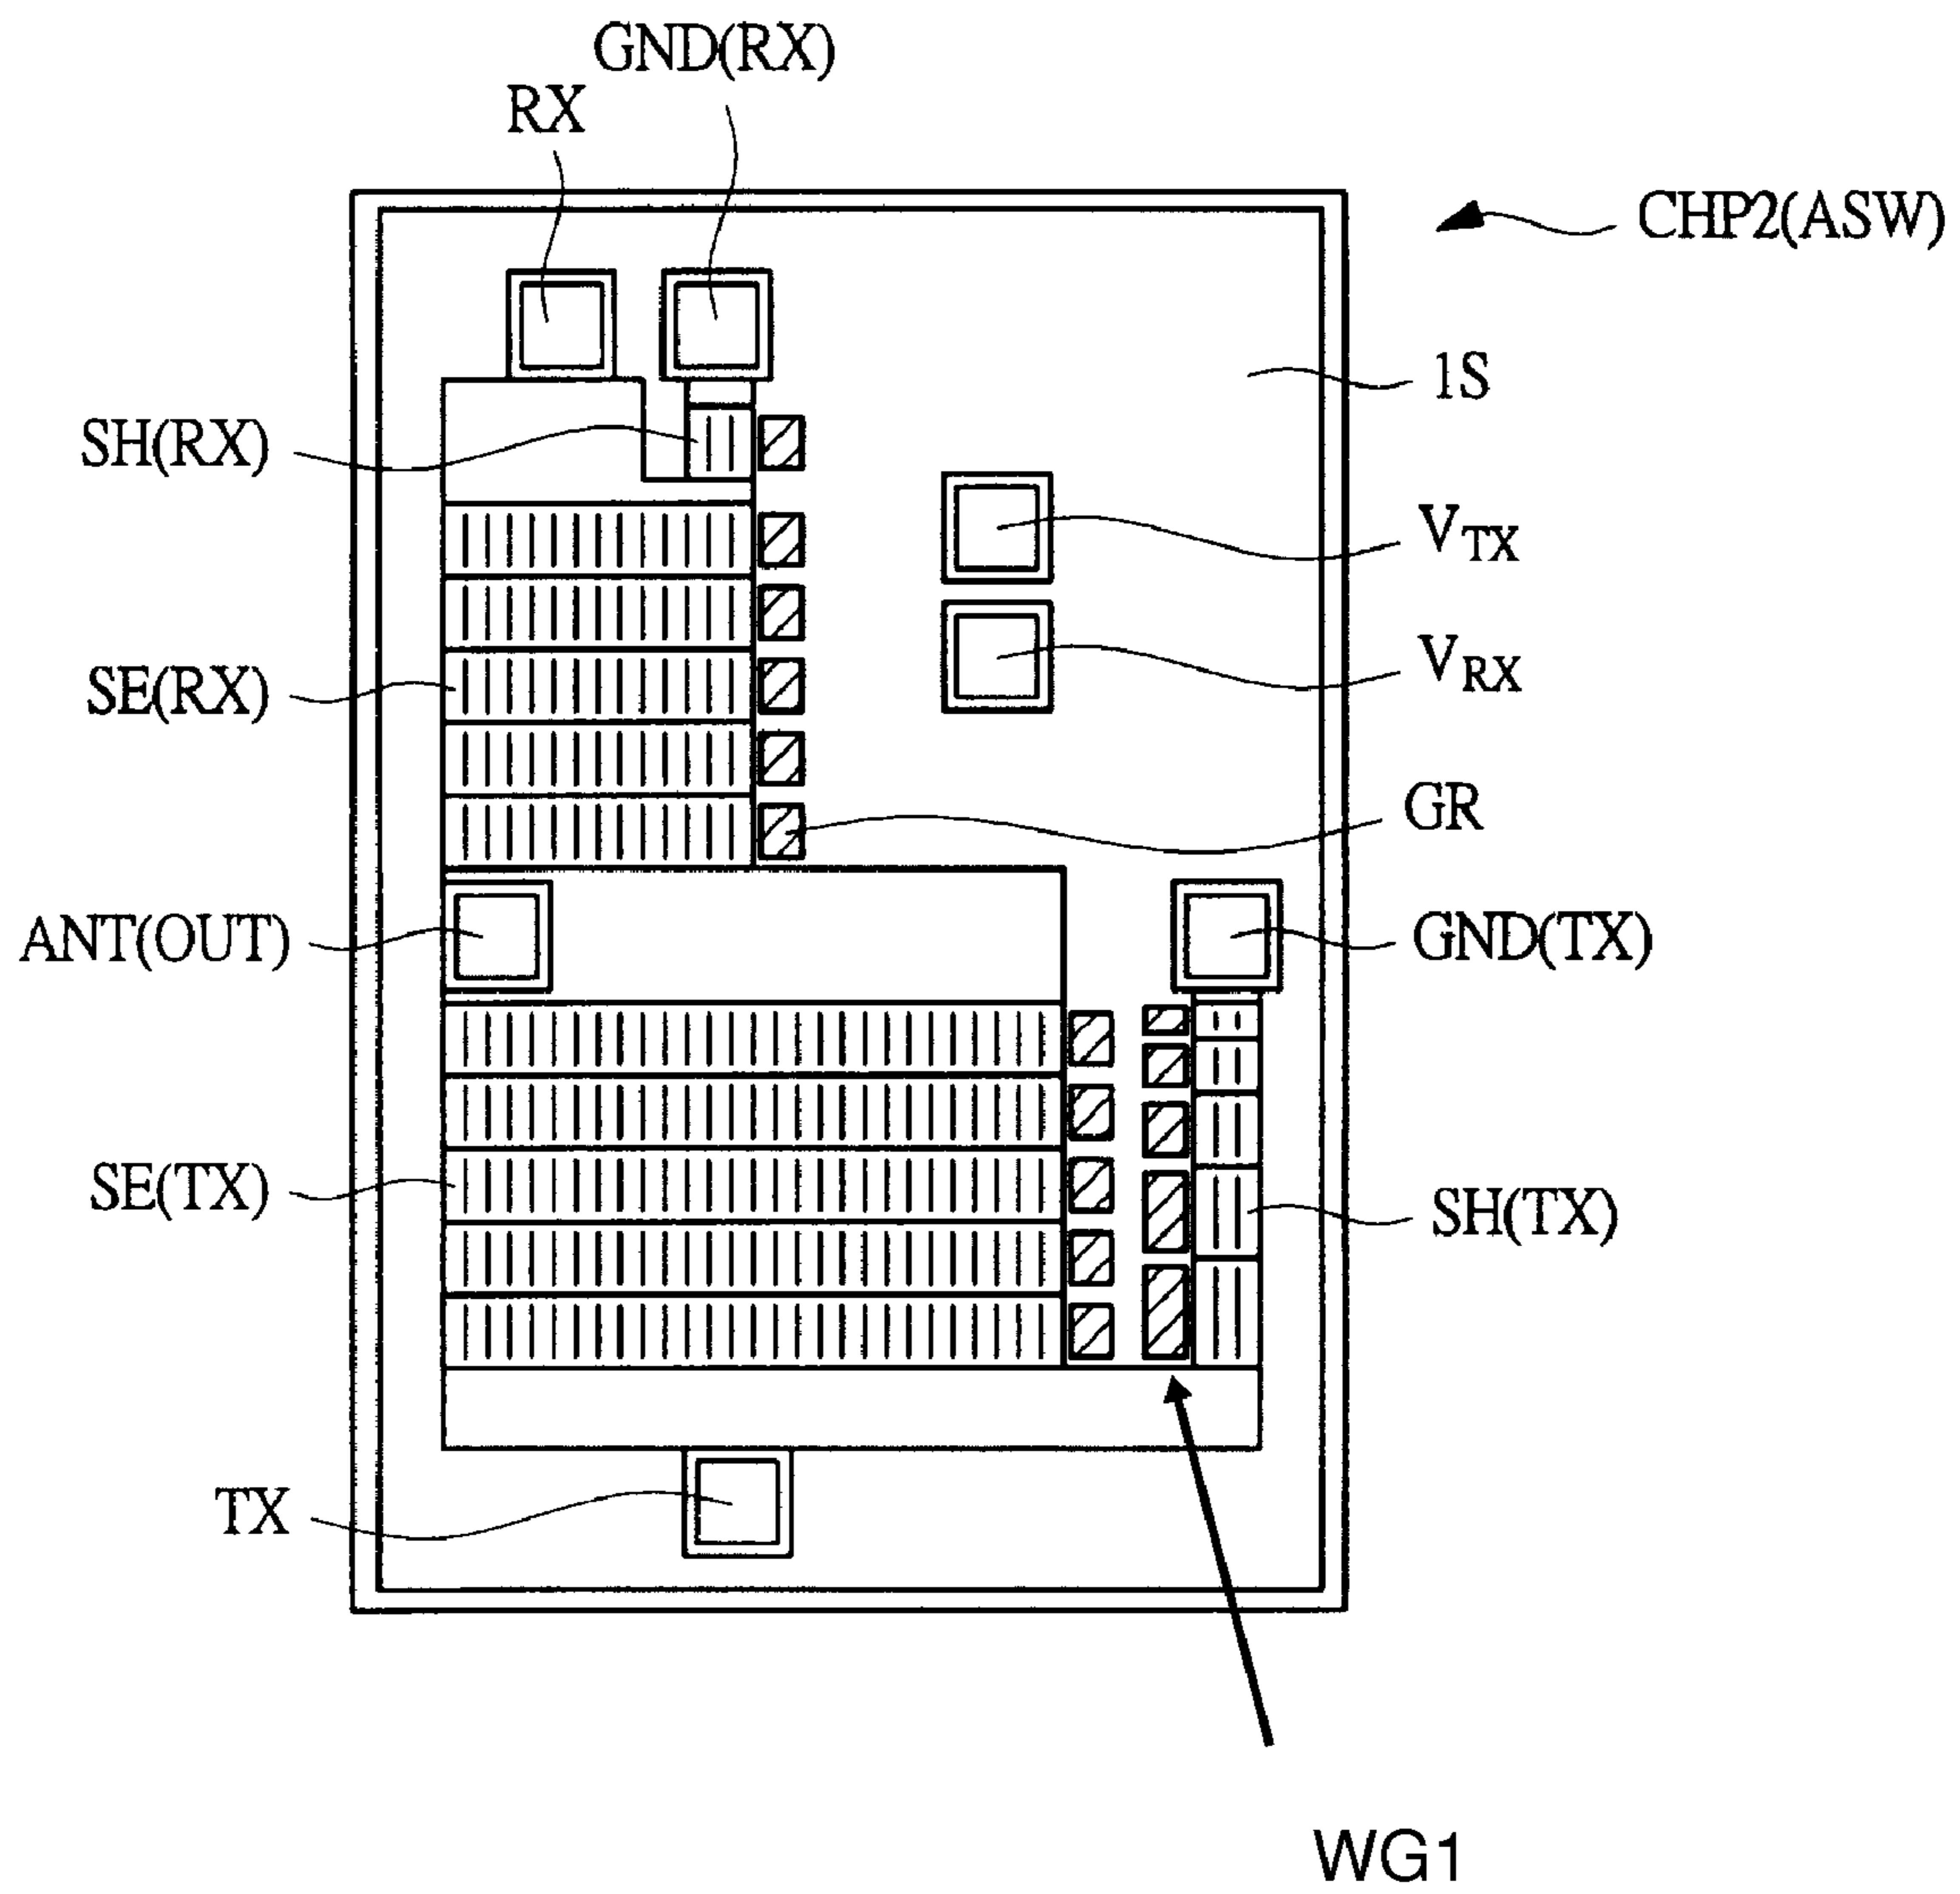 GND(RX)
RX
CHP2(ASW)
1S
SH(RX)
VTX
SE(RX)
VRX
GR
ANT(OUT)
GND(TX)
SE(TX)
SH(TX)
TX
WG1